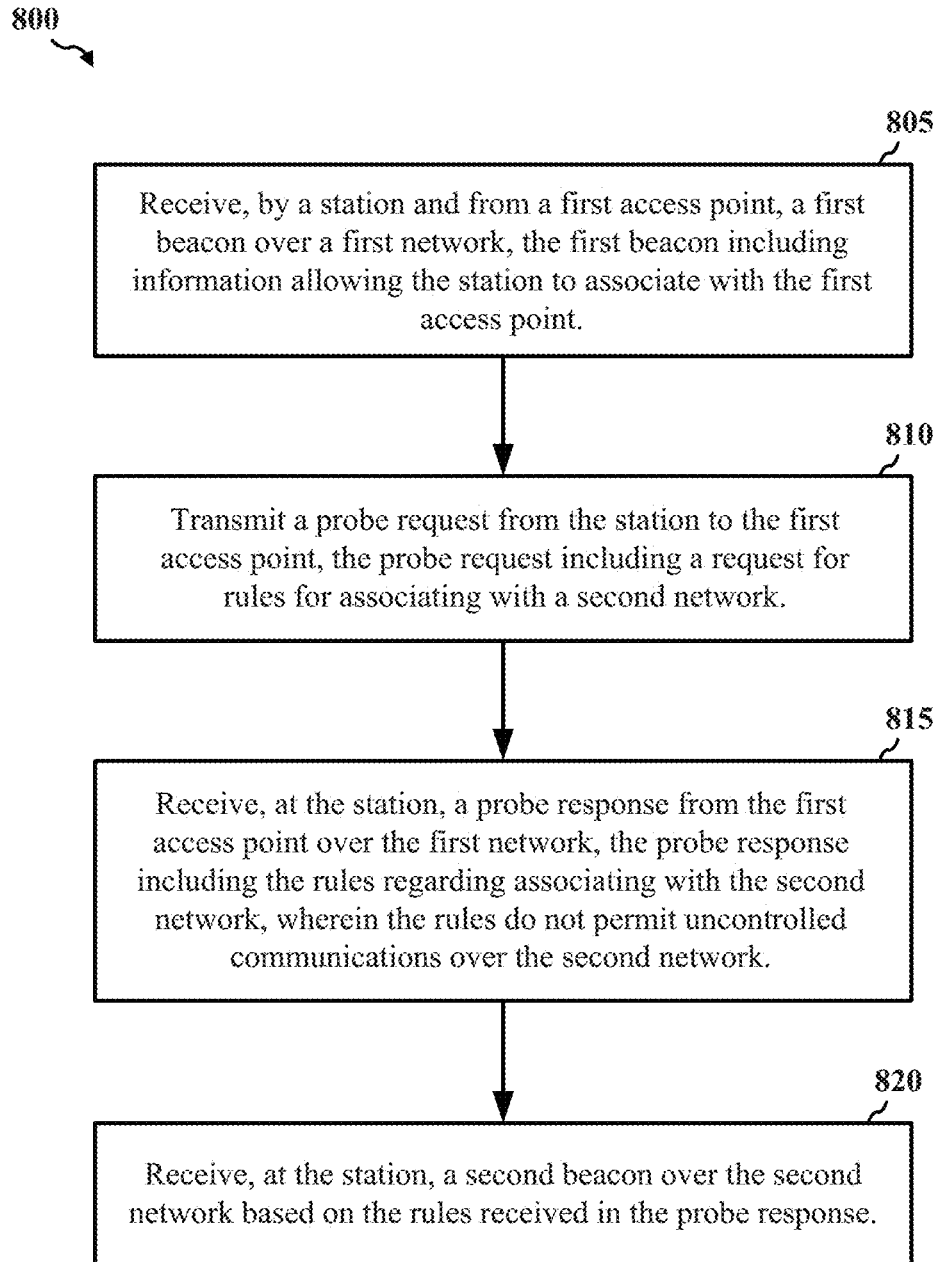 800
805
Receive, by a station and from a first access point, a first
beacon over a first network, the first beacon including
information allowing the station to associate with the first
access point.
810
Transmit a probe request from the station to the first
access point, the probe request including a request for
rules for associating with a second network.
815
Receive, at the station, a probe response from the first
access point over the first network, the probe response
including the rules regarding associating with the second
network, wherein the rules do not permit uncontrolled
communications over the second network.
820
Receive, at the station, a second beacon over the second
network based on the rules received in the probe response.